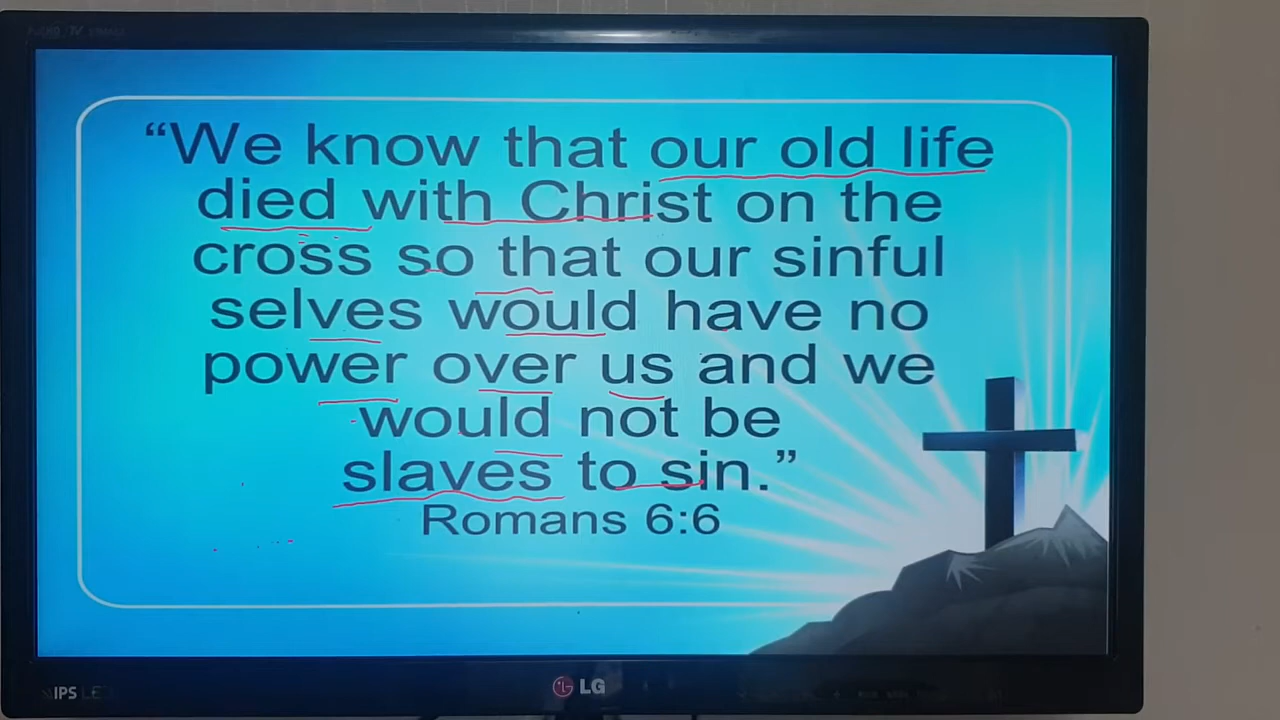 “We know that our old life
died with Christ on the
cross so that our sinful
selves would have no
power over us and we
would not be
slaves to sin.”
Romans 6:6
IPS LED
LG